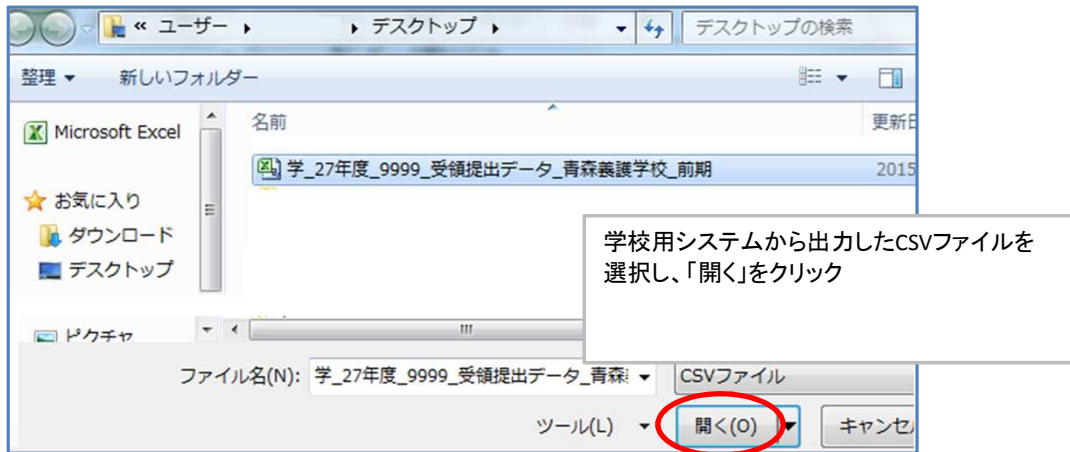 « ユーザー ▸ ▸ デスクトップ ▸
デスクトップの検索
整理 ▼ 新しいフォルダー
Microsoft Excel
お気に入り
ダウンロード
デスクトップ
ピクチャ
名前
更新日
学_27年度_9999_受領提出データ_青森義護学校_前期
2015
学校用システムから出力したCSVファイルを
選択し、「開く」をクリック
ファイル名(N): 学_27年度_9999_受領提出データ_青森
CSVファイル
ツール(L) ▼ 開く(O) キャンセル